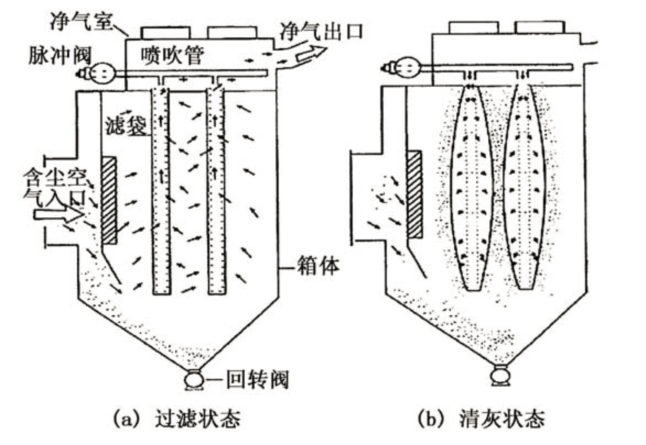 净气室
净气出口
脉冲阀
喷吹管
滤袋
含尘空
气入口
箱体
回转阀
(a) 过滤状态
(b) 清灰状态